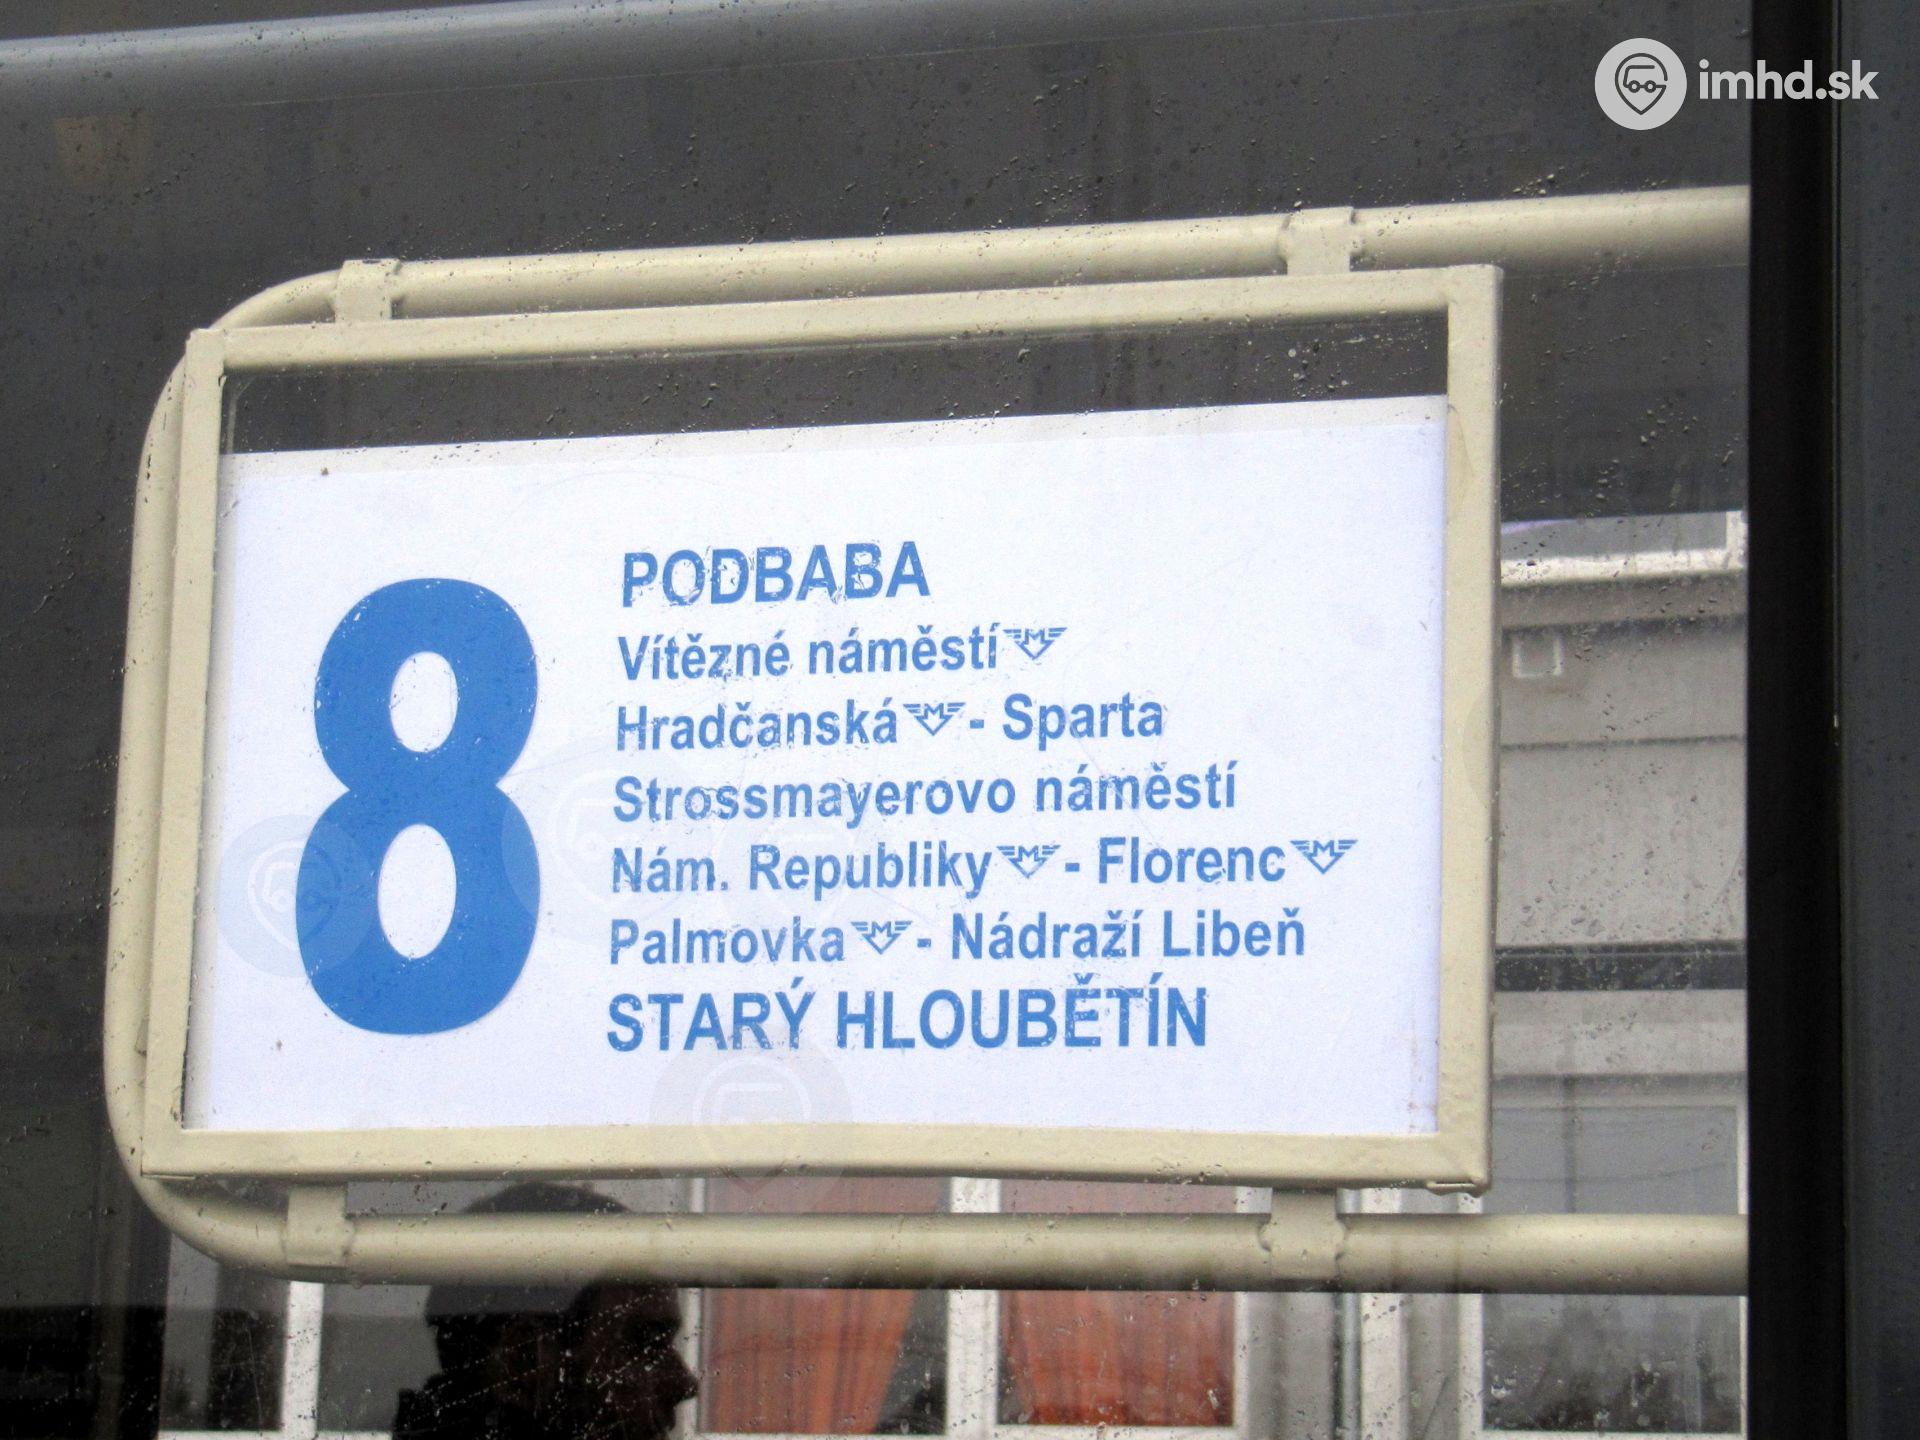 imhd.sk
8
PODBABA
Vítězné náměstí M
Hradčanská M - Sparta
Strossmayerovo náměstí
Nám. Republiky M - Florenc M
Palmovka M - Nádraží Libeň
STARÝ HLOUBĚTÍN